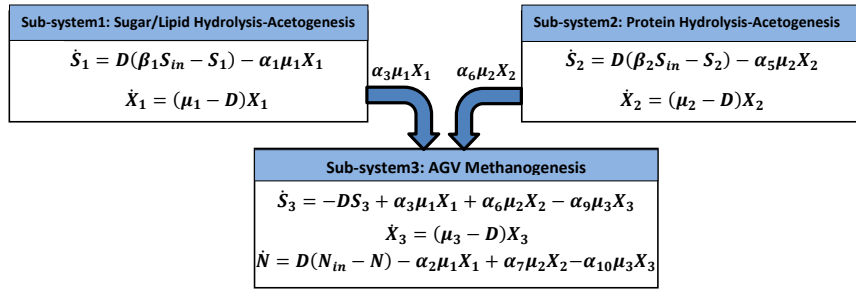 Sub-system1: Sugar/Lipid Hydrolysis-Acetogenesis
Ṡ₁ = D(β₁Sᵢₙ − S₁) − α₁μ₁X₁
Ẋ₁ = (μ₁ − D)X₁
α₃μ₁X₁
α₆μ₂X₂
Sub-system2: Protein Hydrolysis-Acetogenesis
Ṡ₂ = D(β₂Sᵢₙ − S₂) − α₅μ₂X₂
Ẋ₂ = (μ₂ − D)X₂
Sub-system3: AGV Methanogenesis
Ṡ₃ = −DS₃ + α₃μ₁X₁ + α₆μ₂X₂ − α₉μ₃X₃
Ẋ₃ = (μ₃ − D)X₃
Ṅ = D(Nᵢₙ − N) − α₂μ₁X₁ + α₇μ₂X₂−α₁₀μ₃X₃